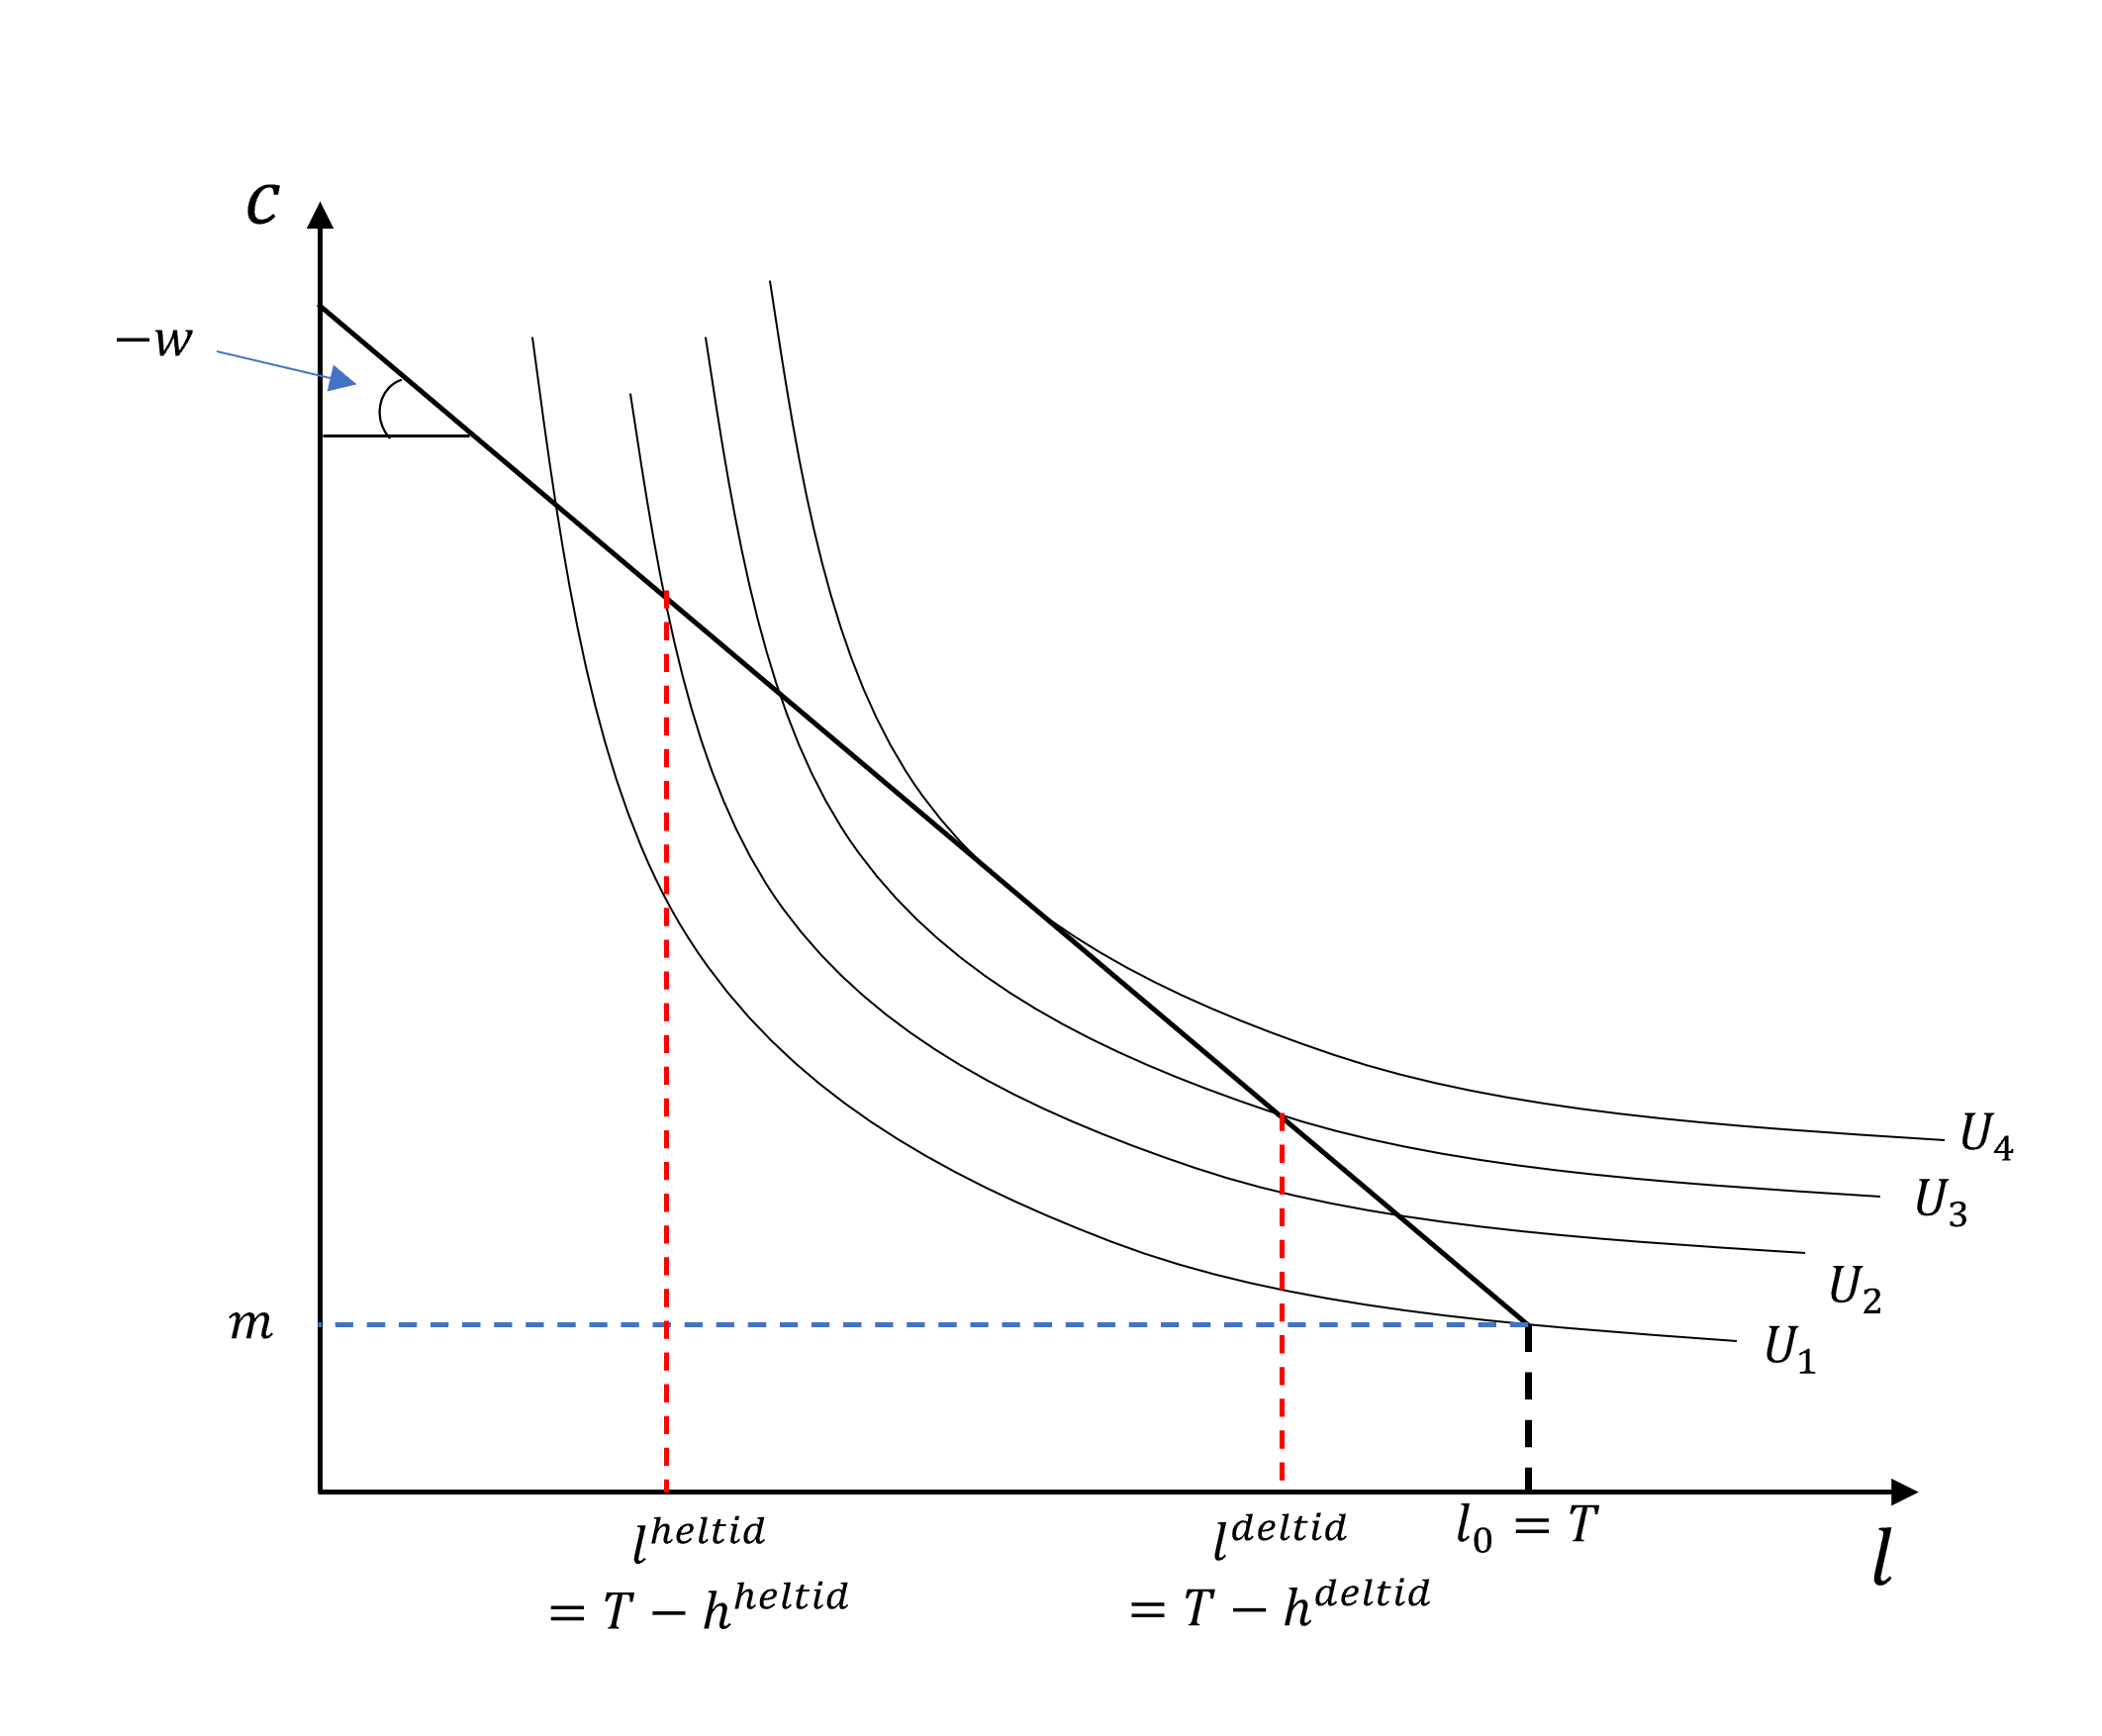 c
−w
U₄
U₃
U₂
m
U₁
l^{heltid}
= T − h^{heltid}
l^{deltid}
= T − h^{deltid}
l₀ = T
l